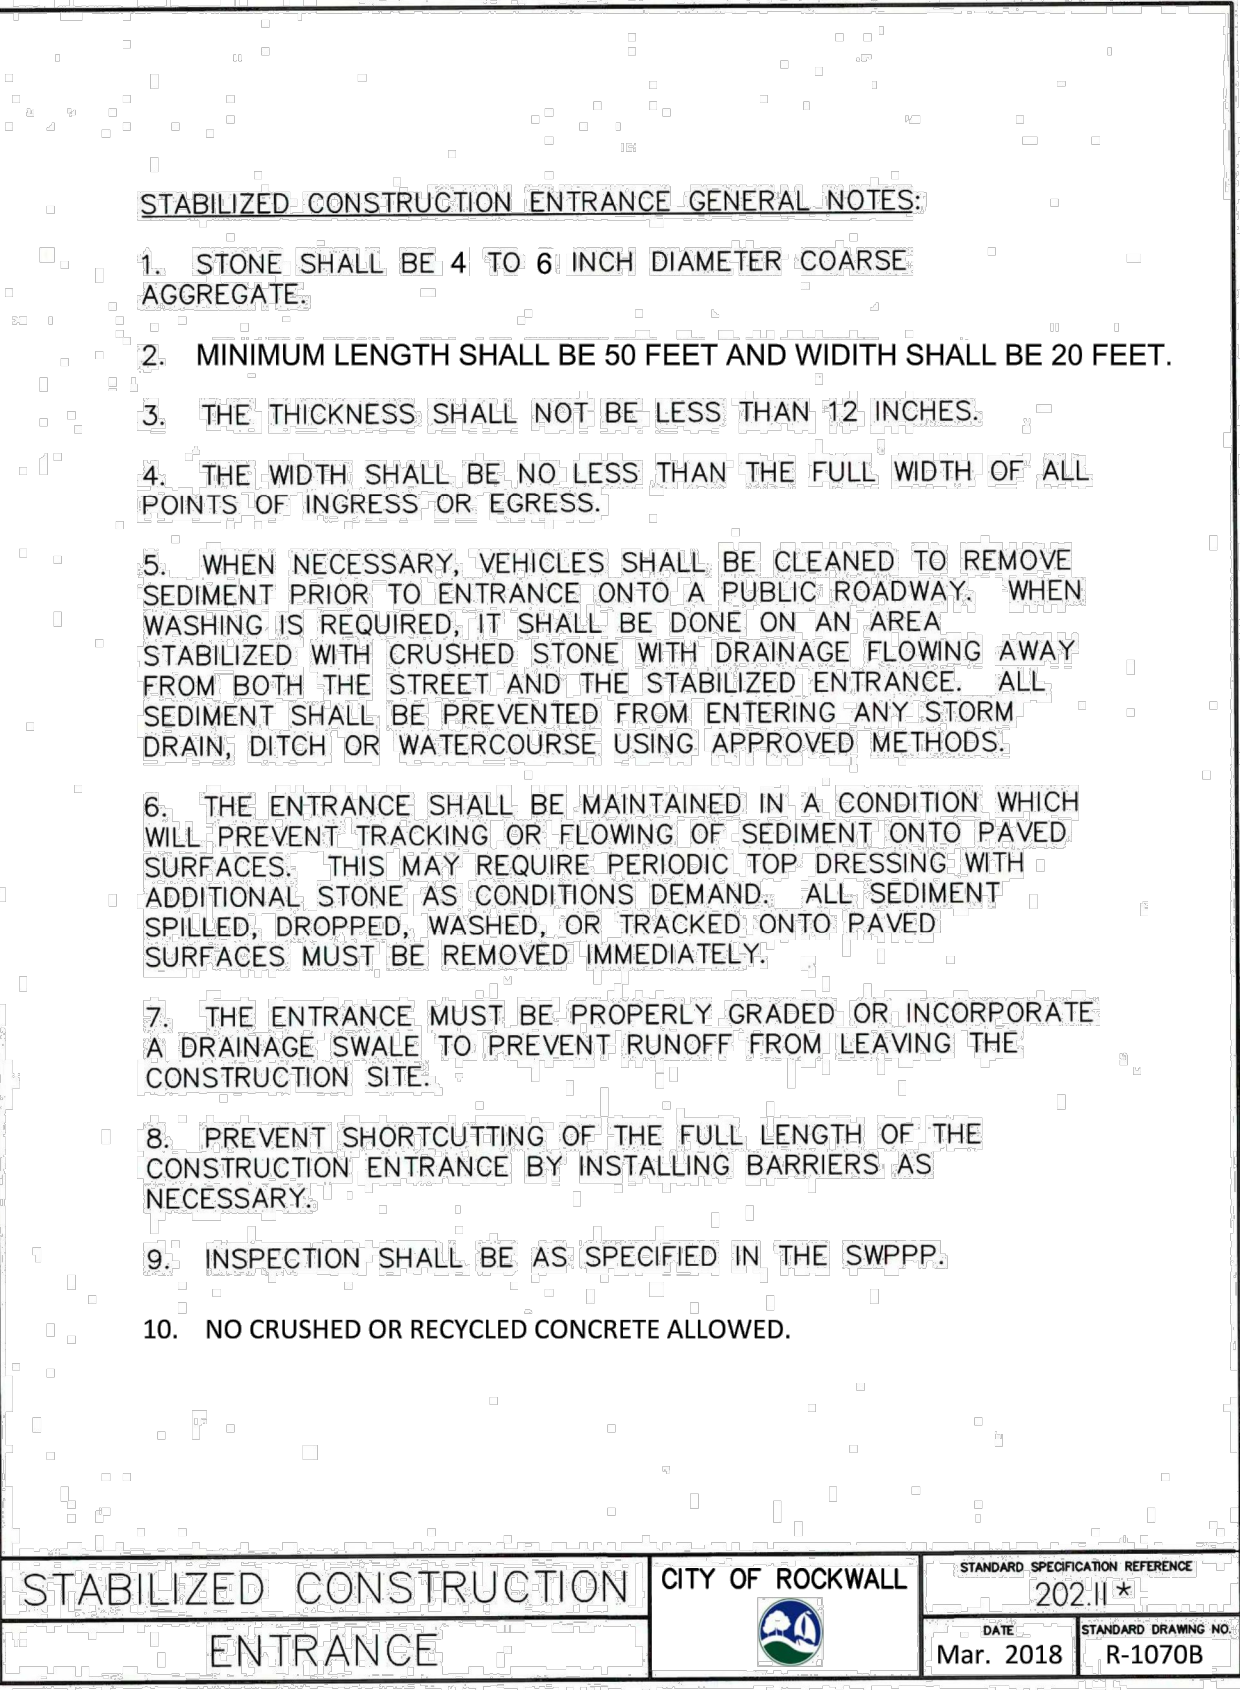 STABILIZED CONSTRUCTION ENTRANCE GENERAL NOTES:
1. STONE SHALL BE 4 TO 6 INCH DIAMETER COARSE
AGGREGATE.
2. MINIMUM LENGTH SHALL BE 50 FEET AND WIDITH SHALL BE 20 FEET.
3. THE THICKNESS SHALL NOT BE LESS THAN 12 INCHES.
4. THE WIDTH SHALL BE NO LESS THAN THE FULL WIDTH OF ALL
POINTS OF INGRESS OR EGRESS.
5. WHEN NECESSARY, VEHICLES SHALL BE CLEANED TO REMOVE
SEDIMENT PRIOR TO ENTRANCE ONTO A PUBLIC ROADWAY. WHEN
WASHING IS REQUIRED, IT SHALL BE DONE ON AN AREA
STABILIZED WITH CRUSHED STONE WITH DRAINAGE FLOWING AWAY
FROM BOTH THE STREET AND THE STABILIZED ENTRANCE. ALL
SEDIMENT SHALL BE PREVENTED FROM ENTERING ANY STORM
DRAIN, DITCH OR WATERCOURSE USING APPROVED METHODS.
6. THE ENTRANCE SHALL BE MAINTAINED IN A CONDITION WHICH
WILL PREVENT TRACKING OR FLOWING OF SEDIMENT ONTO PAVED
SURFACES. THIS MAY REQUIRE PERIODIC TOP DRESSING WITH
ADDITIONAL STONE AS CONDITIONS DEMAND. ALL SEDIMENT
SPILLED, DROPPED, WASHED, OR TRACKED ONTO PAVED
SURFACES MUST BE REMOVED IMMEDIATELY.
7. THE ENTRANCE MUST BE PROPERLY GRADED OR INCORPORATE
A DRAINAGE SWALE TO PREVENT RUNOFF FROM LEAVING THE
CONSTRUCTION SITE.
8. PREVENT SHORTCUTTING OF THE FULL LENGTH OF THE
CONSTRUCTION ENTRANCE BY INSTALLING BARRIERS AS
NECESSARY.
9. INSPECTION SHALL BE AS SPECIFIED IN THE SWPPP.
10. NO CRUSHED OR RECYCLED CONCRETE ALLOWED.
STABILIZED CONSTRUCTION
ENTRANCE
CITY OF ROCKWALL
STANDARD SPECIFICATION REFERENCE
202.II *
DATE
Mar. 2018
STANDARD DRAWING NO.
R-1070B